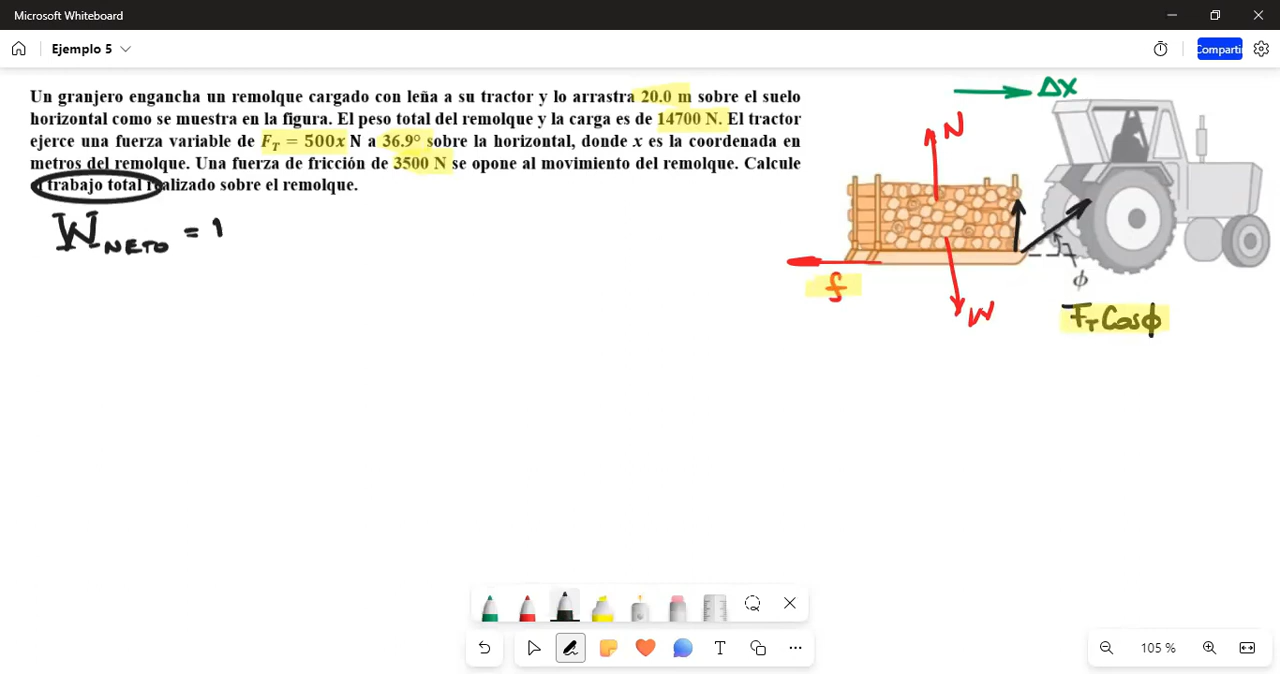 Microsoft Whiteboard
Ejemplo 5
Compartir
Un granjero engancha un remolque cargado con leña a su tractor y lo arrastra 20.0 m sobre el suelo
horizontal como se muestra en la figura. El peso total del remolque y la carga es de 14700 N. El tractor
ejerce una fuerza variable de F_T = 500x N a 36.9° sobre la horizontal, donde x es la coordenada en
metros del remolque. Una fuerza de fricción de 3500 N se opone al movimiento del remolque. Calcule
trabajo total realizado sobre el remolque.
W NETO = 1
Δx
N
f
W
ϕ
F_T Cosϕ
T
105 %